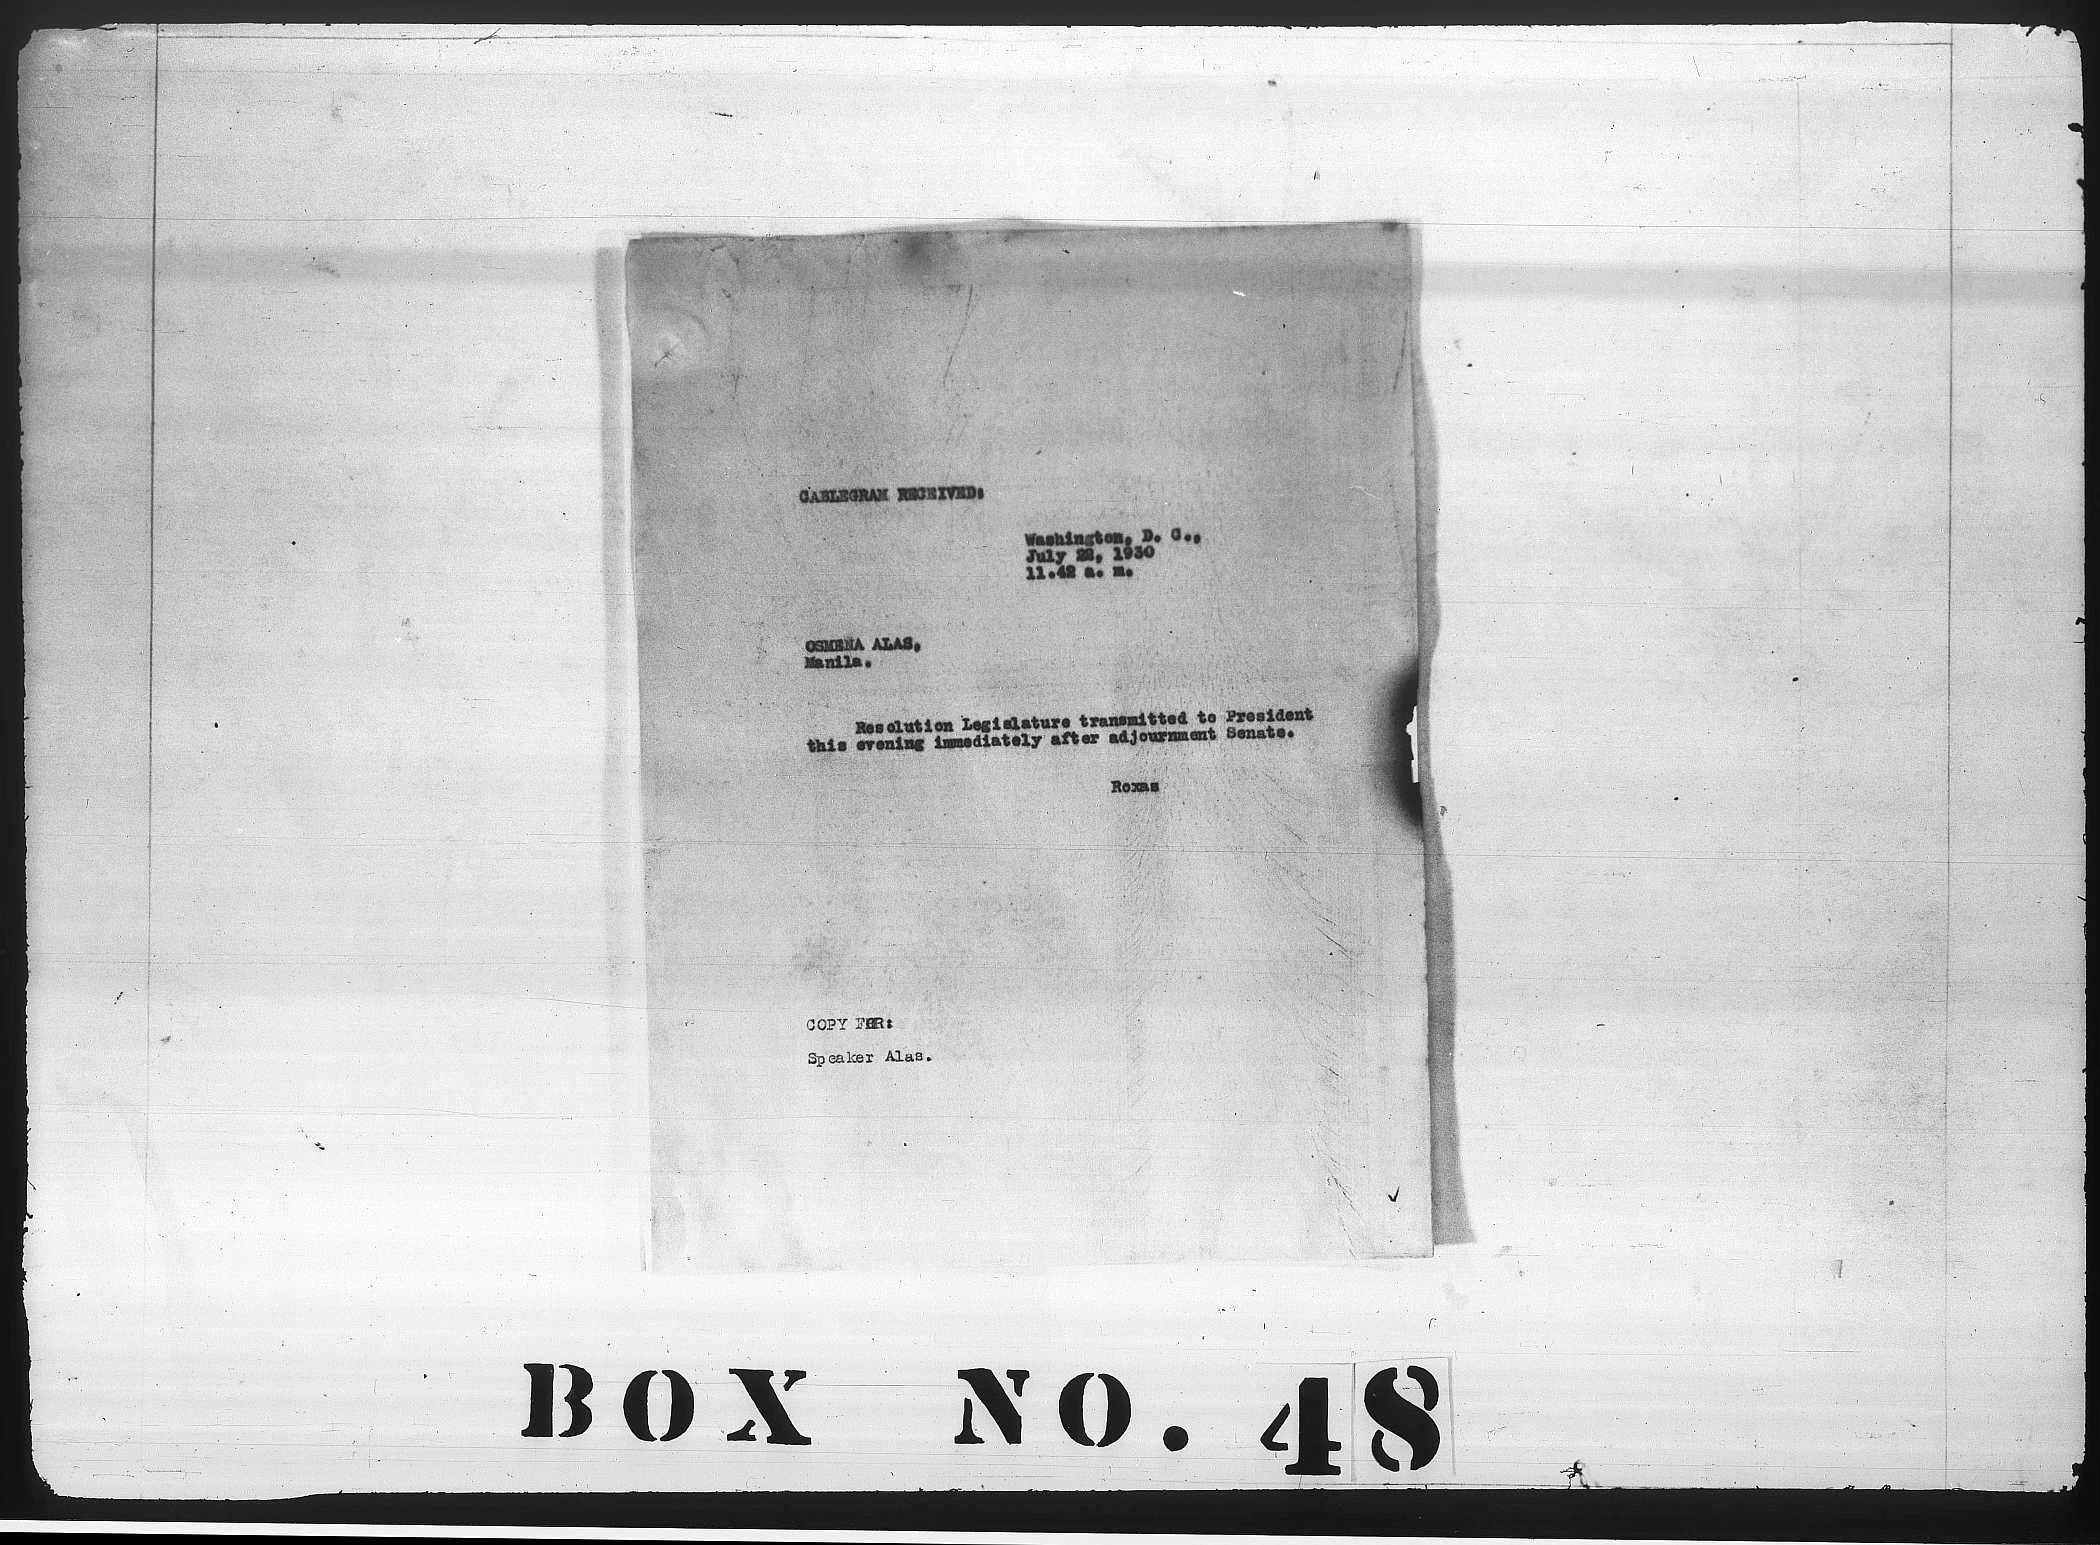 CABLEGRAM RECEIVED:
Washington, D. C.,
July 22, 1930
11.42 a. m.
OSMENA ALAS,
Manila.
Resolution Legislature transmitted to President
this evening immediately after adjournment Senate.
Roxas
COPY FOR:
Speaker Alas.
BOX NO. 48